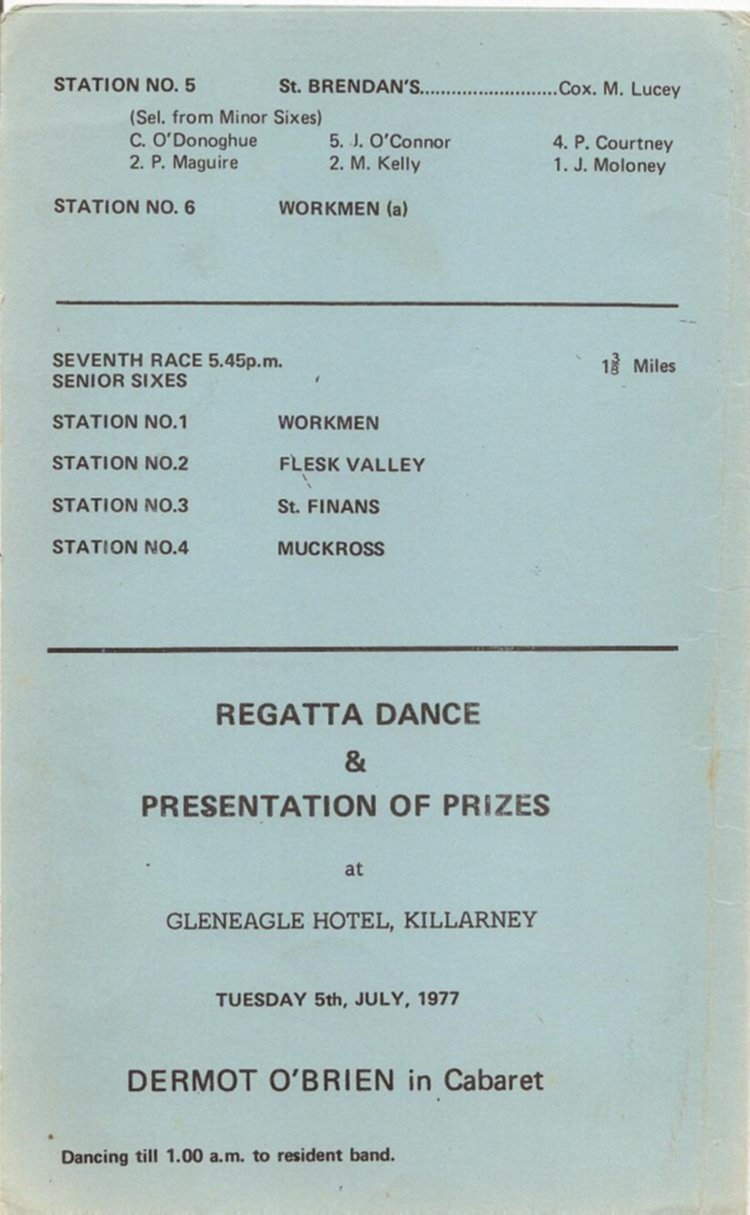 STATION NO. 5 St. BRENDAN'S..........................Cox. M. Lucey
(Sel. from Minor Sixes)
C. O'Donoghue 5. J. O'Connor 4. P. Courtney
2. P. Maguire 2. M. Kelly 1. J. Moloney
STATION NO. 6 WORKMEN (a)
SEVENTH RACE 5.45p.m. 1⅜ Miles
SENIOR SIXES
STATION NO.1 WORKMEN
STATION NO.2 FLESK VALLEY
STATION NO.3 St. FINANS
STATION NO.4 MUCKROSS
REGATTA DANCE
&
PRESENTATION OF PRIZES
at
GLENEAGLE HOTEL, KILLARNEY
TUESDAY 5th, JULY, 1977
DERMOT O'BRIEN in Cabaret
Dancing till 1.00 a.m. to resident band.